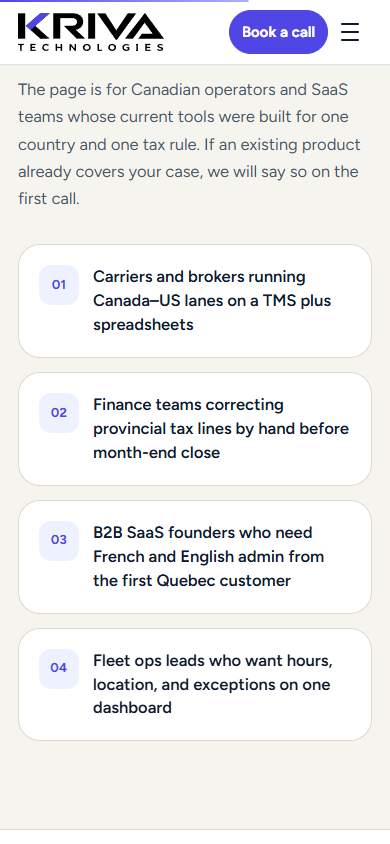 KRIVA
TECHNOLOGIES
Book a call
The page is for Canadian operators and SaaS
teams whose current tools were built for one
country and one tax rule. If an existing product
already covers your case, we will say so on the
first call.
01
Carriers and brokers running
Canada–US lanes on a TMS plus
spreadsheets
02
Finance teams correcting
provincial tax lines by hand before
month-end close
03
B2B SaaS founders who need
French and English admin from
the first Quebec customer
04
Fleet ops leads who want hours,
location, and exceptions on one
dashboard